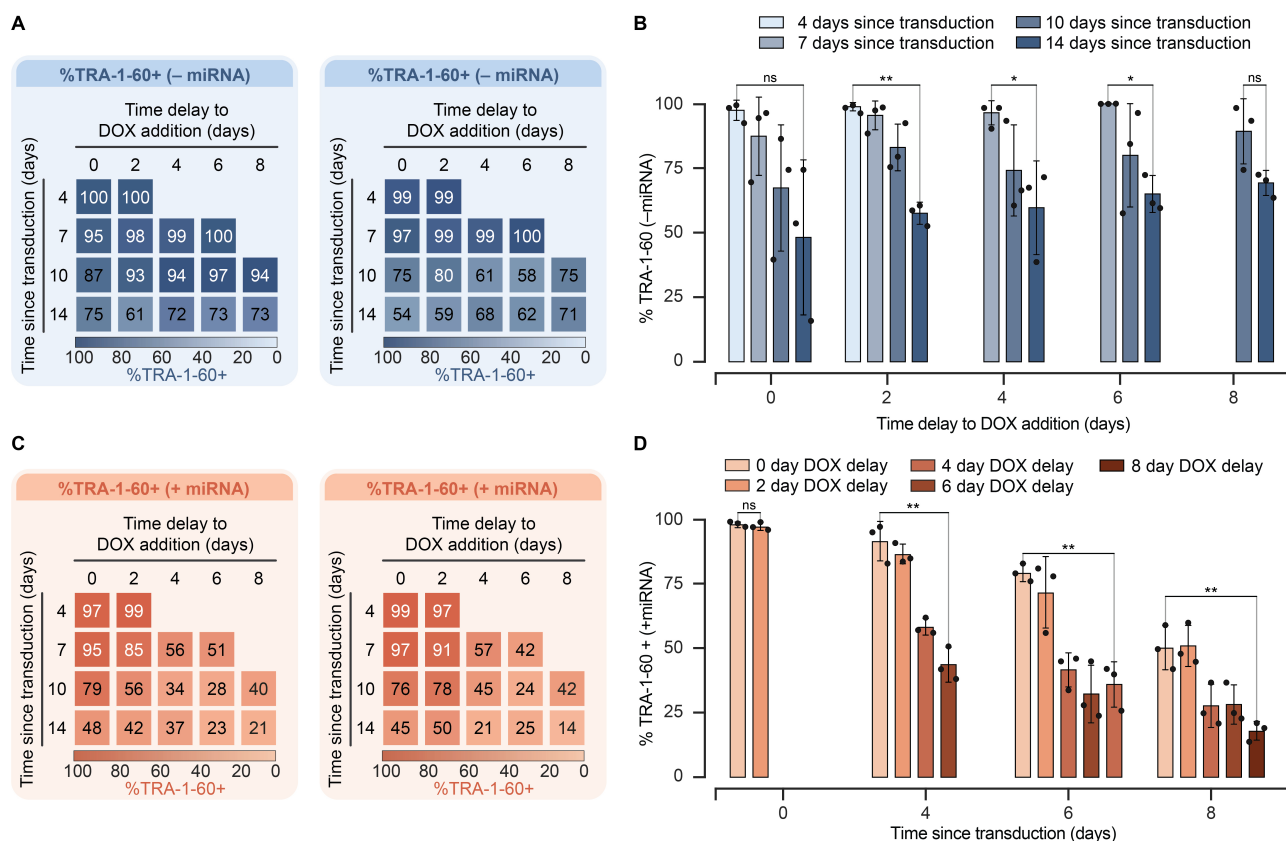 A
%TRA-1-60+ (– miRNA)
Time delay to
DOX addition (days)
0 2 4 6 8
Time since transduction (days)
4 100 100
7 95 98 99 100
10 87 93 94 97 94
14 75 61 72 73 73
100 80 60 40 20 0
%TRA-1-60+
%TRA-1-60+ (– miRNA)
Time delay to
DOX addition (days)
0 2 4 6 8
Time since transduction (days)
4 99 99
7 97 99 99 100
10 75 80 61 58 75
14 54 59 68 62 71
100 80 60 40 20 0
%TRA-1-60+
B
4 days since transduction
7 days since transduction
10 days since transduction
14 days since transduction
% TRA-1-60 (–miRNA)
100
75
50
25
0
ns ** * * ns
0 2 4 6 8
Time delay to DOX addition (days)
C
%TRA-1-60+ (+ miRNA)
Time delay to
DOX addition (days)
0 2 4 6 8
Time since transduction (days)
4 97 99
7 95 85 56 51
10 79 56 34 28 40
14 48 42 37 23 21
100 80 60 40 20 0
%TRA-1-60+
%TRA-1-60+ (+ miRNA)
Time delay to
DOX addition (days)
0 2 4 6 8
Time since transduction (days)
4 99 97
7 97 91 57 42
10 76 78 45 24 42
14 45 50 21 25 14
100 80 60 40 20 0
%TRA-1-60+
D
0 day DOX delay
2 day DOX delay
4 day DOX delay
6 day DOX delay
8 day DOX delay
% TRA-1-60 + (+miRNA)
100
75
50
25
0
ns ** ** **
0 4 6 8
Time since transduction (days)